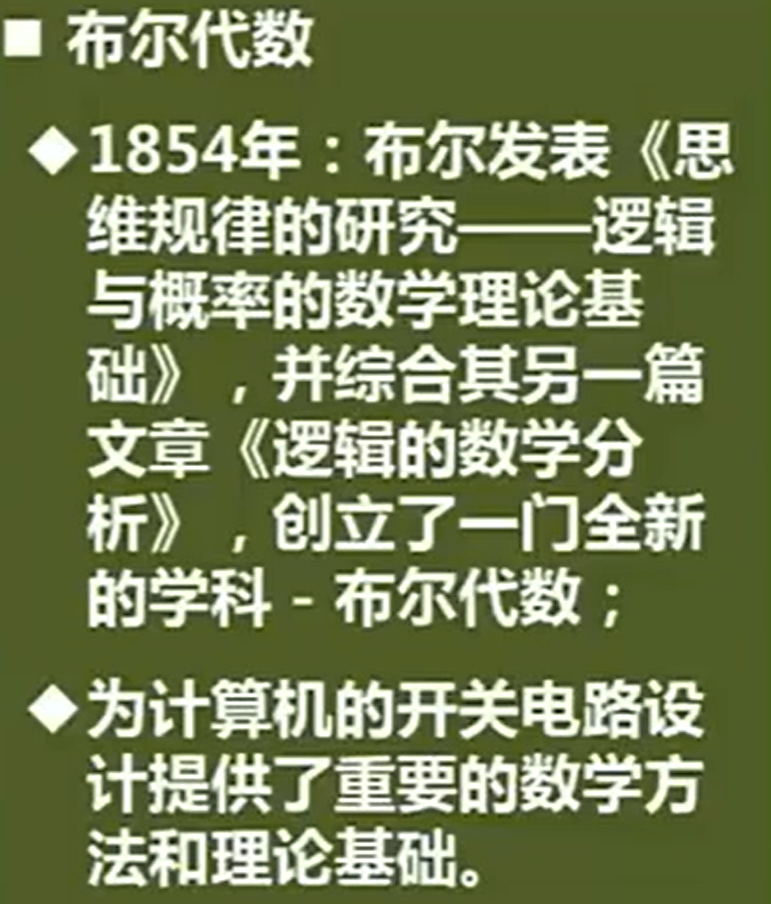 ■ 布尔代数
◆1854年：布尔发表《思
维规律的研究——逻辑
与概率的数学理论基
础》，并综合其另一篇
文章《逻辑的数学分
析》，创立了一门全新
的学科－布尔代数；
◆为计算机的开关电路设
计提供了重要的数学方
法和理论基础。